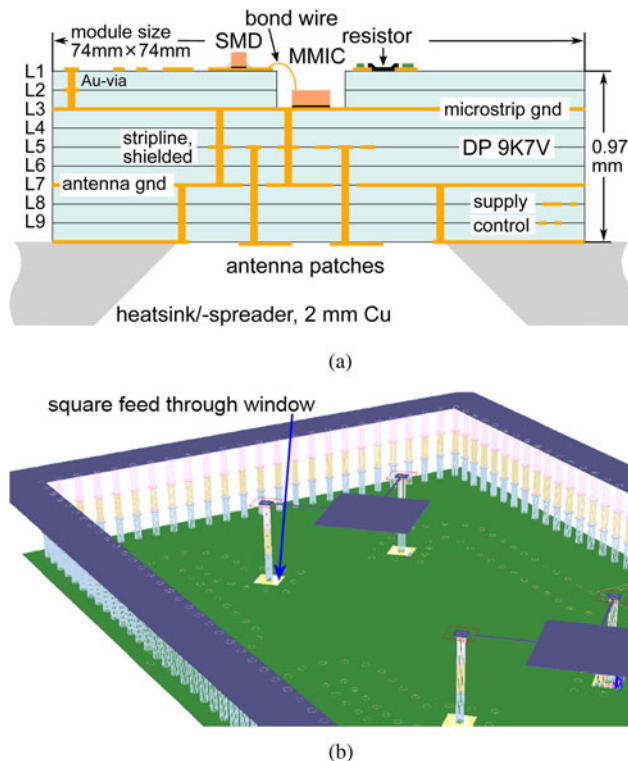 module size
74mm×74mm
SMD
bond wire
MMIC
resistor
L1
Au-via
L2
L3
microstrip gnd
L4
stripline,
shielded
L5
DP 9K7V
0.97
mm
L6
L7
antenna gnd
L8
supply
L9
control
antenna patches
heatsink/-spreader, 2 mm Cu
(a)
square feed through window
(b)